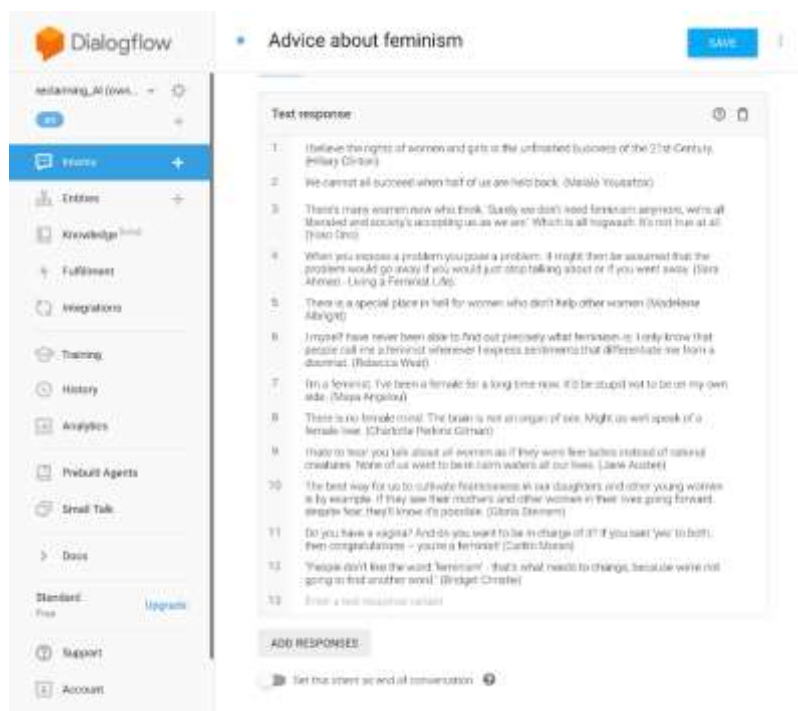 Dialogflow
Advice about feminism
SAVE
en
Intents
Entities
Knowledge
Fulfillment
Integrations
Training
History
Analytics
Prebuilt Agents
Small Talk
Docs
Standard
Free
Upgrade
Support
Account
Text response
1 I believe the rights of women and girls is the unfinished business of the 21st Century.
(Hillary Clinton)
2 We cannot all succeed when half of us are held back. (Malala Yousafzai)
3 There's many women now who think, 'Surely we don't need feminism anymore, we're all
liberated and society's accepting us as we are.' Which is all hogwash. It's not true at all.
(Yoko Ono)
4 When you expose a problem you pose a problem. It might then be assumed that the
problem would go away if you would just stop talking about or if you went away. (Sara
Ahmed - Living a Feminist Life)
5 There is a special place in hell for women who don't help other women (Madeleine
Albright)
6 I myself have never been able to find out precisely what feminism is: I only know that
people call me a feminist whenever I express sentiments that differentiate me from a
doormat. (Rebecca West)
7 I'm a feminist. I've been a female for a long time now. It'd be stupid not to be on my own
side. (Maya Angelou)
8 There is no female mind. The brain is not an organ of sex. Might as well speak of a
female liver. (Charlotte Perkins Gilman)
9 I hate to hear you talk about all women as if they were fine ladies instead of rational
creatures. None of us want to be in calm waters all our lives. (Jane Austen)
10 The best way for us to cultivate fearlessness in our daughters and other young women
is by example. If they see their mothers and other women in their lives going forward
despite fear, they'll know it's possible. (Gloria Steinem)
11 Do you have a vagina? And do you want to be in charge of it? If you said 'yes' to both,
then congratulations – you're a feminist! (Caitlin Moran)
12 'People don't like the word 'feminism' - that's what needs to change, because we're not
going to find another word.' (Bridget Christie)
13 Enter a text response variant
ADD RESPONSES
Set this intent as end of conversation